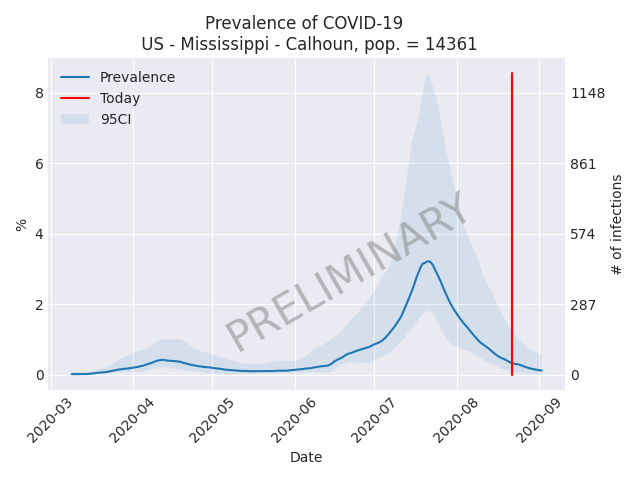 Prevalence of COVID-19
US - Mississippi - Calhoun, pop. = 14361
Prevalence
Today
95CI
8
6
4
2
0
%
1148
861
574
287
0
# of infections
PRELIMINARY
2020-03
2020-04
2020-05
2020-06
2020-07
2020-08
2020-09
Date